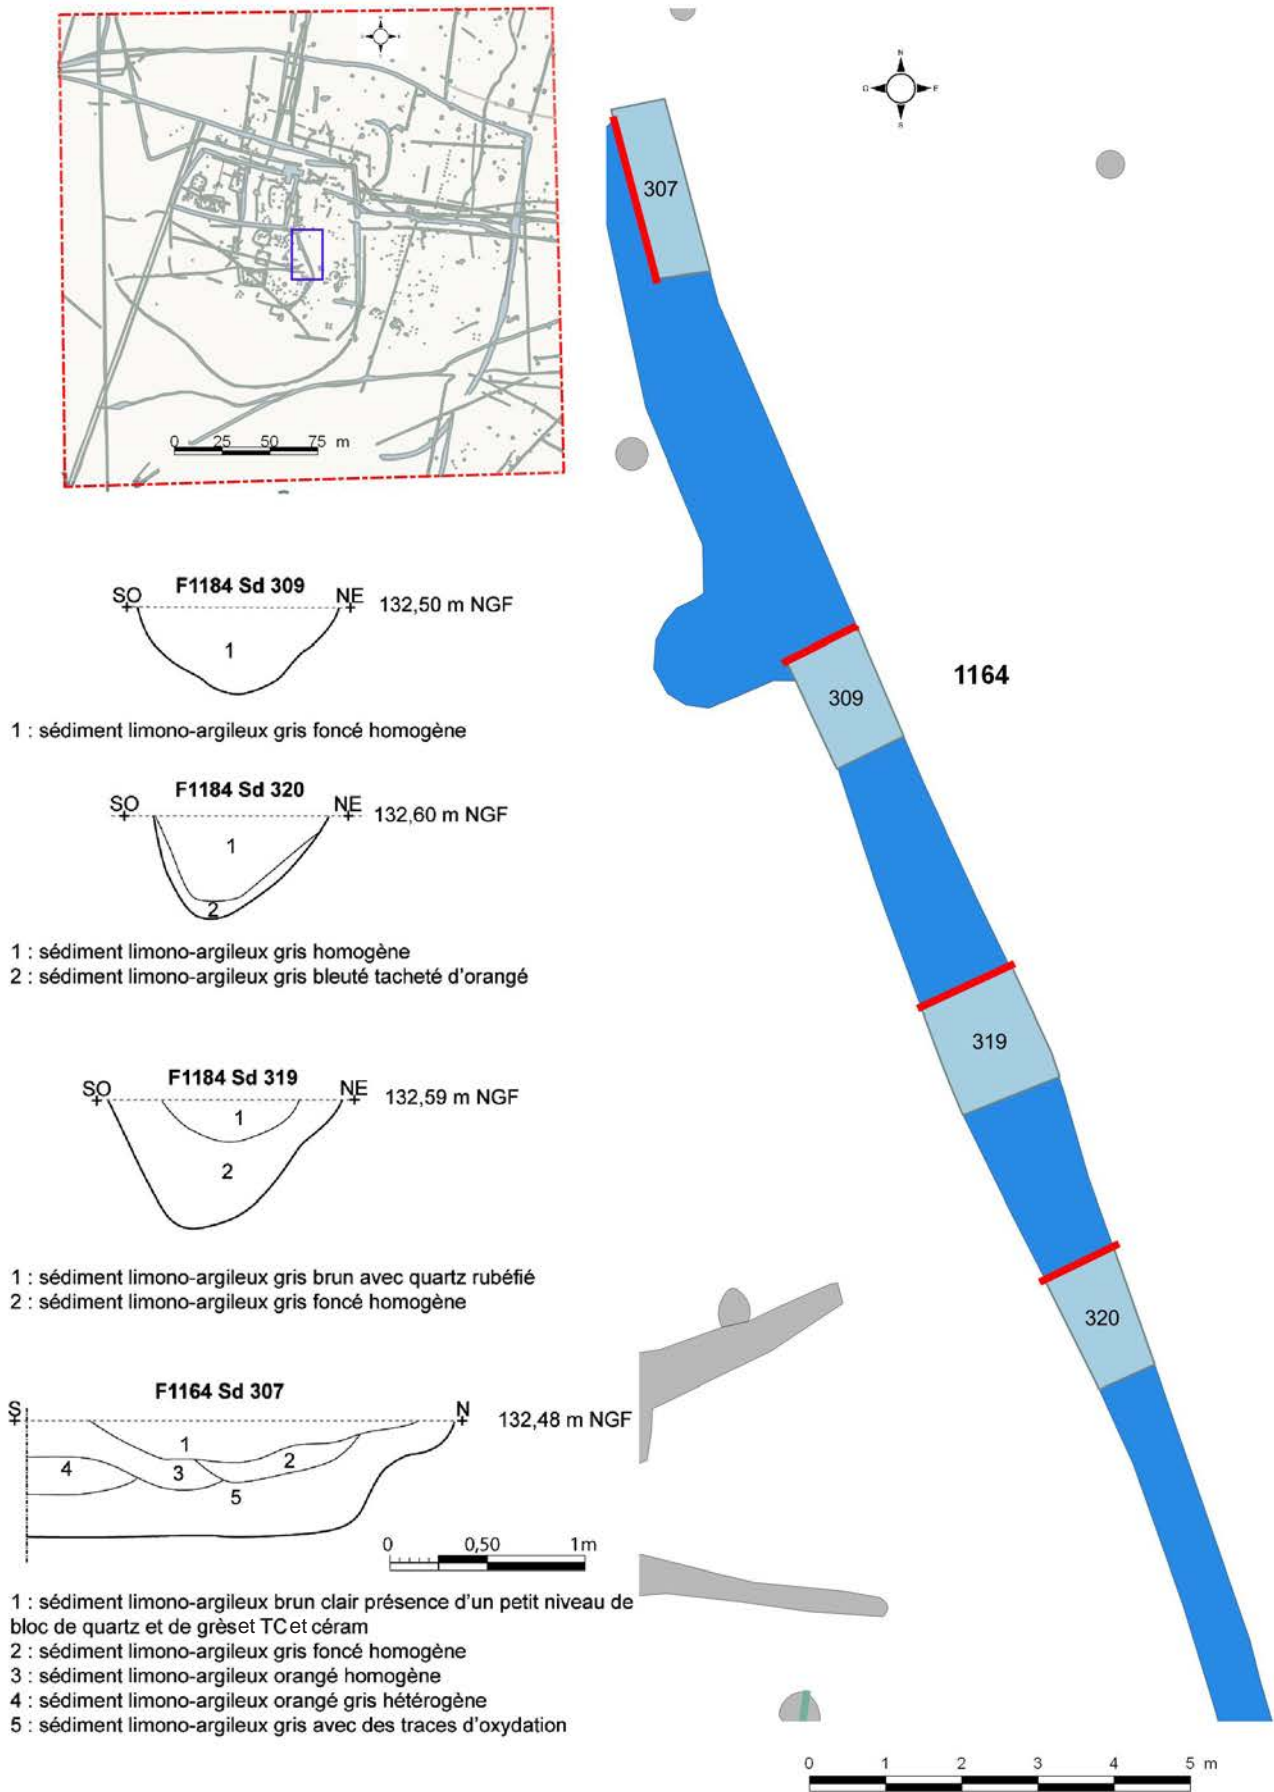 0 25 50 75 m
F1184 Sd 309
SO NE 132,50 m NGF
1
1 : sédiment limono-argileux gris foncé homogène
F1184 Sd 320
SO NE 132,60 m NGF
1
2
1 : sédiment limono-argileux gris homogène
2 : sédiment limono-argileux gris bleuté tacheté d'orangé
F1184 Sd 319
SO NE 132,59 m NGF
1
2
1 : sédiment limono-argileux gris brun avec quartz rubéfié
2 : sédiment limono-argileux gris foncé homogène
F1164 Sd 307
S N 132,48 m NGF
1
2
4 3
5
0 0,50 1m
1 : sédiment limono-argileux brun clair présence d'un petit niveau de
bloc de quartz et de grèset TCet céram
2 : sédiment limono-argileux gris foncé homogène
3 : sédiment limono-argileux orangé homogène
4 : sédiment limono-argileux orangé gris hétérogène
5 : sédiment limono-argileux gris avec des traces d'oxydation
N
O E
S
307
1164
309
319
320
0 1 2 3 4 5 m